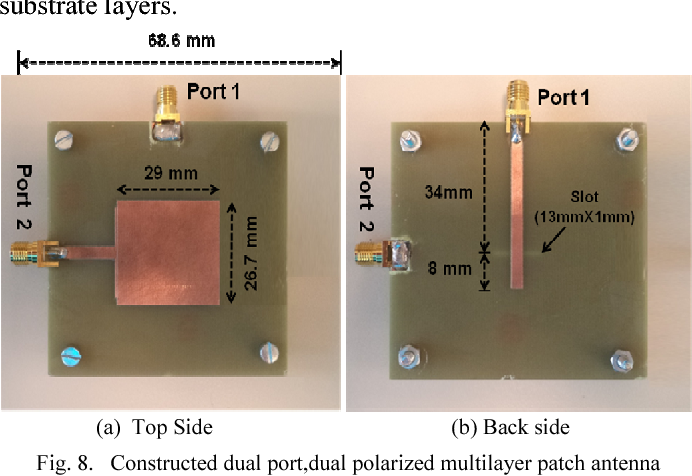 substrate layers.
68.6 mm
Port 1
Port 2
29 mm
26.7 mm
Port 1
Port 2
34mm
8 mm
Slot
(13mmX1mm)
(a) Top Side
(b) Back side
Fig. 8. Constructed dual port,dual polarized multilayer patch antenna